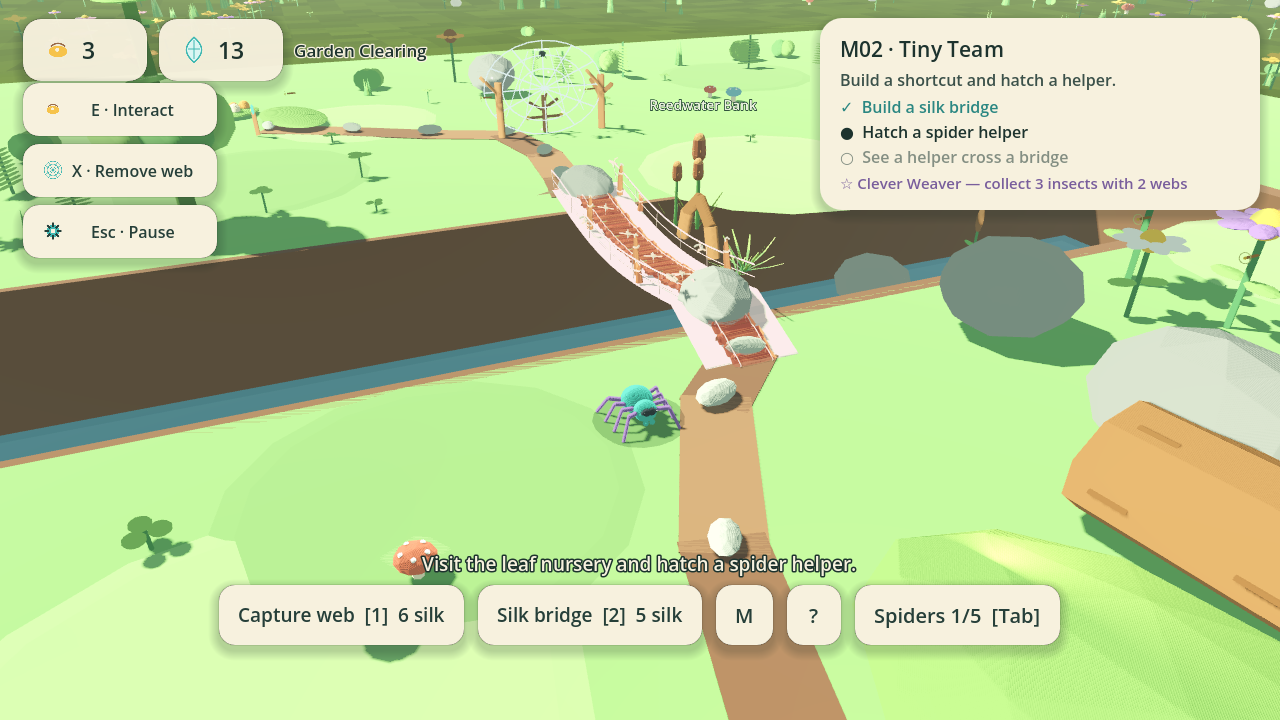 3
13
Garden Clearing
E · Interact
X · Remove web
Esc · Pause
Reedwater Bank
M02 · Tiny Team
Build a shortcut and hatch a helper.
✓ Build a silk bridge
● Hatch a spider helper
○ See a helper cross a bridge
☆ Clever Weaver — collect 3 insects with 2 webs
Visit the leaf nursery and hatch a spider helper.
Capture web [1] 6 silk
Silk bridge [2] 5 silk
M
?
Spiders 1/5 [Tab]